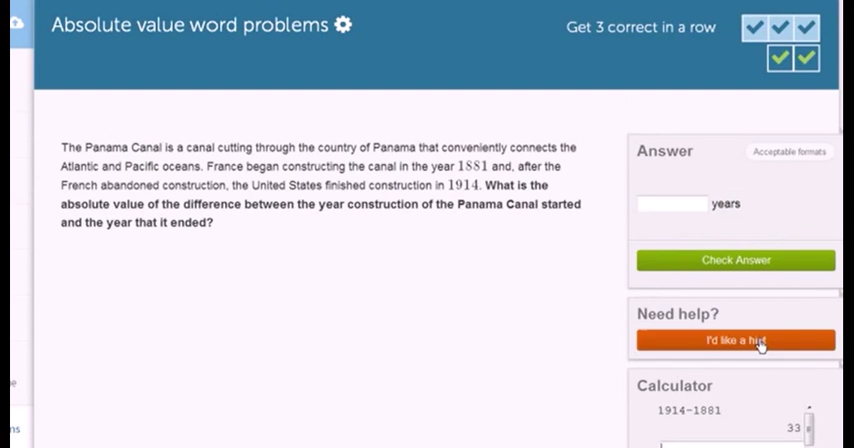 Absolute value word problems
Get 3 correct in a row
The Panama Canal is a canal cutting through the country of Panama that conveniently connects the
Atlantic and Pacific oceans. France began constructing the canal in the year 1881 and, after the
French abandoned construction, the United States finished construction in 1914. What is the
absolute value of the difference between the year construction of the Panama Canal started
and the year that it ended?
Answer
Acceptable formats
years
Check Answer
Need help?
I'd like a hint
Calculator
1914-1881
33